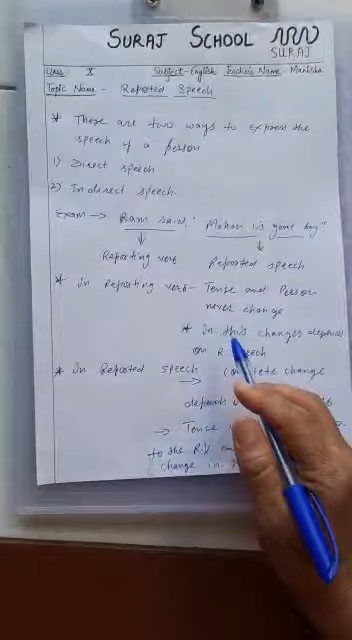 SURAJ SCHOOL
SURAJ
Class - X Subject - English Teacher's Name - Manisha
Topic Name - Reported Speech
* There are two ways to express the
speech of a person
1) Direct speech
2) Indirect speech.
Exam → Ram said, "Mohan is good boy"
Reporting verb Reported speech
* In Reporting verb - Tense and Person
never change
* In this changes depends
on R speech
* In Reported speech complete change
→
depends
→ Tence
to the R.V
change in